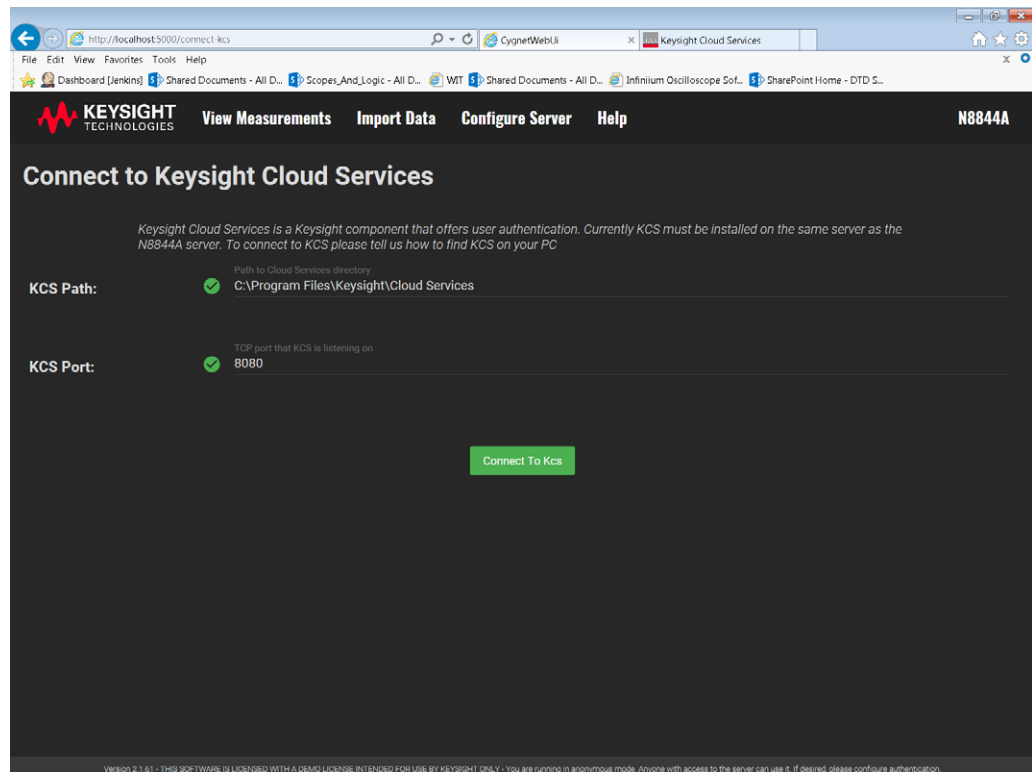 http://localhost:5000/connect-kcs
CygnetWebUi
Keysight Cloud Services
File Edit View Favorites Tools Help
Dashboard [Jenkins] Shared Documents - All D... Scopes_And_Logic - All D... WIT Shared Documents - All D... Infiniium Oscilloscope Sof... SharePoint Home - DTD S...
KEYSIGHT
TECHNOLOGIES
View Measurements Import Data Configure Server Help N8844A
Connect to Keysight Cloud Services
Keysight Cloud Services is a Keysight component that offers user authentication. Currently KCS must be installed on the same server as the
N8844A server. To connect to KCS please tell us how to find KCS on your PC
Path to Cloud Services directory
KCS Path: C:\Program Files\Keysight\Cloud Services
TCP port that KCS is listening on
KCS Port: 8080
Connect To Kcs
Version 2.1.61 - THIS SOFTWARE IS LICENSED WITH A DEMO LICENSE INTENDED FOR USE BY KEYSIGHT ONLY - You are running in anonymous mode. Anyone with access to the server can use it. If desired, please configure authentication.